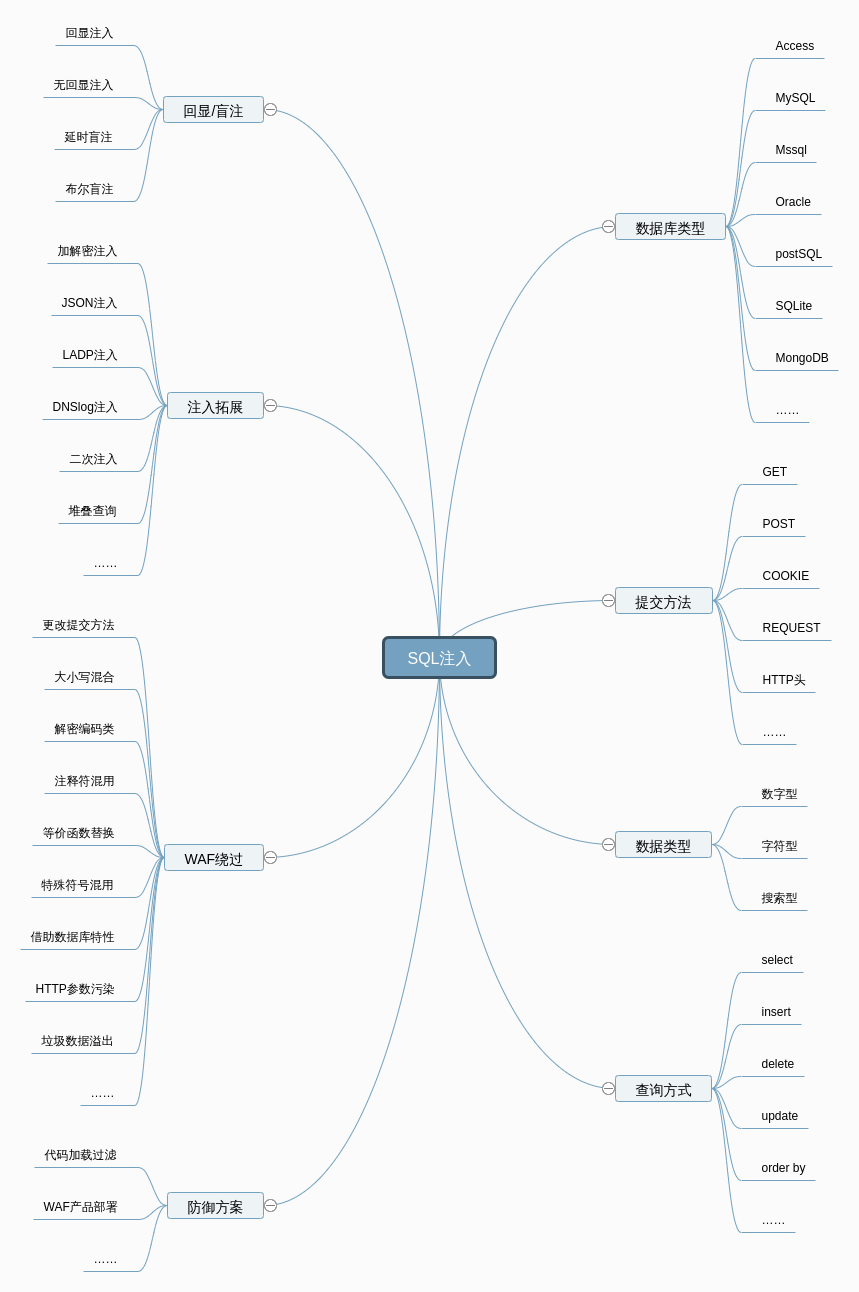 SQL注入
回显/盲注
回显注入
无回显注入
延时盲注
布尔盲注
注入拓展
加解密注入
JSON注入
LADP注入
DNSlog注入
二次注入
堆叠查询
……
WAF绕过
更改提交方法
大小写混合
解密编码类
注释符混用
等价函数替换
特殊符号混用
借助数据库特性
HTTP参数污染
垃圾数据溢出
……
防御方案
代码加载过滤
WAF产品部署
……
数据库类型
Access
MySQL
Mssql
Oracle
postSQL
SQLite
MongoDB
……
提交方法
GET
POST
COOKIE
REQUEST
HTTP头
……
数据类型
数字型
字符型
搜索型
查询方式
select
insert
delete
update
order by
……